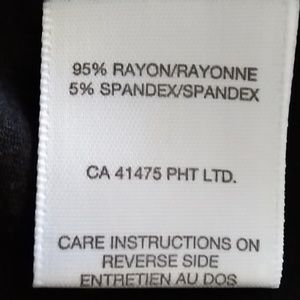 95% RAYON/RAYONNE
5% SPANDEX/SPANDEX
CA 41475 PHT LTD.
CARE INSTRUCTIONS ON
REVERSE SIDE
ENTRETIEN AU DOS